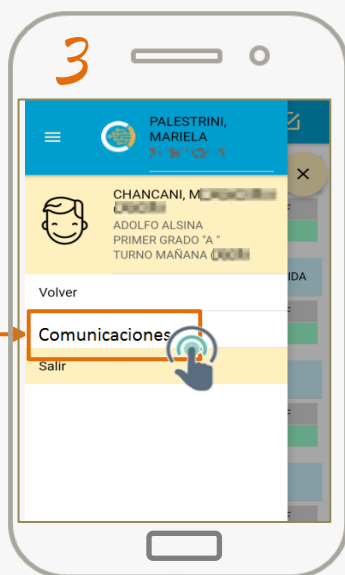 3
PALESTRINI,
MARIELA
CHANCANI,
ADOLFO ALSINA
PRIMER GRADO "A "
TURNO MAÑANA
IDA
Volver
Comunicaciones
Salir